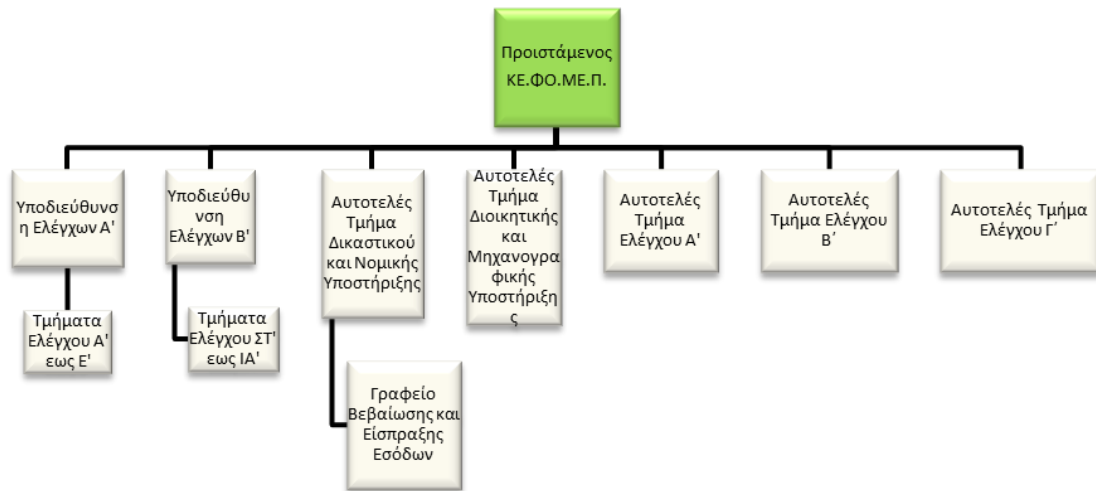 Προιστάμενος
ΚΕ.ΦΟ.ΜΕ.Π.
Υποδιεύθυνσ
η Ελέγχων Α'
Υποδιεύθυ
νση
Ελέγχων Β'
Αυτοτελές
Τμήμα
Δικαστικού
και Νομικής
Υποστήριξης
Αυτοτελές
Τμήμα
Διοικητικής
και
Μηχανογρα
φικής
Υποστήριξη
ς
Αυτοτελές
Τμήμα
Ελέγχου Α'
Αυτοτελές
Τμήμα Ελέγχου
Β΄
Αυτοτελές Τμήμα
Ελέγχου Γ΄
Τμήματα
Ελέγχου Α'
εως Ε'
Τμήματα
Ελέγχου ΣΤ'
εως ΙΑ'
Γραφείο
Βεβαίωσης και
Είσπραξης
Εσόδων